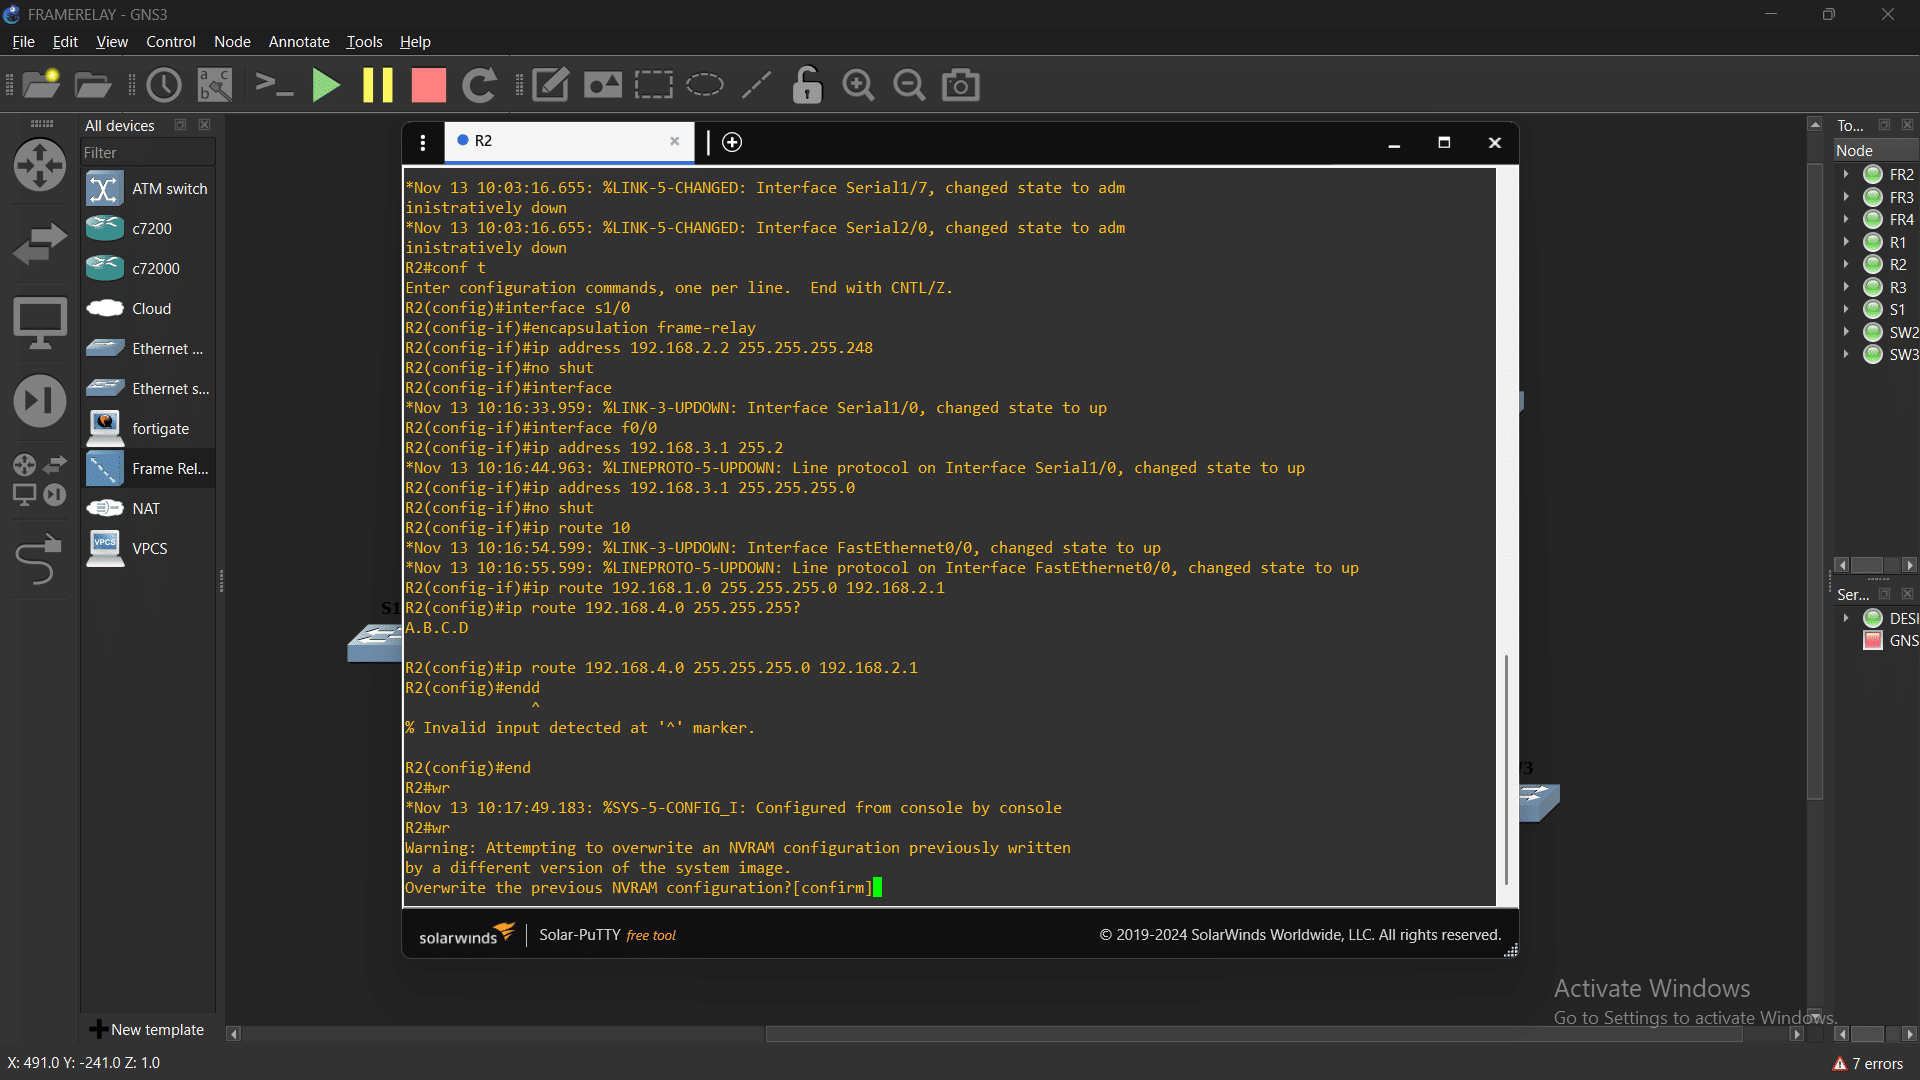 FRAMERELAY - GNS3
File Edit View Control Node Annotate Tools Help
All devices
Filter
ATM switch
c7200
c72000
Cloud
Ethernet ...
Ethernet s...
fortigate
Frame Rel...
NAT
VPCS
New template
R2
*Nov 13 10:03:16.655: %LINK-5-CHANGED: Interface Serial1/7, changed state to adm
inistratively down
*Nov 13 10:03:16.655: %LINK-5-CHANGED: Interface Serial2/0, changed state to adm
inistratively down
R2#conf t
Enter configuration commands, one per line.  End with CNTL/Z.
R2(config)#interface s1/0
R2(config-if)#encapsulation frame-relay
R2(config-if)#ip address 192.168.2.2 255.255.255.248
R2(config-if)#no shut
R2(config-if)#interface
*Nov 13 10:16:33.959: %LINK-3-UPDOWN: Interface Serial1/0, changed state to up
R2(config-if)#interface f0/0
R2(config-if)#ip address 192.168.3.1 255.2
*Nov 13 10:16:44.963: %LINEPROTO-5-UPDOWN: Line protocol on Interface Serial1/0, changed state to up
R2(config-if)#ip address 192.168.3.1 255.255.255.0
R2(config-if)#no shut
R2(config-if)#ip route 10
*Nov 13 10:16:54.599: %LINK-3-UPDOWN: Interface FastEthernet0/0, changed state to up
*Nov 13 10:16:55.599: %LINEPROTO-5-UPDOWN: Line protocol on Interface FastEthernet0/0, changed state to up
R2(config-if)#ip route 192.168.1.0 255.255.255.0 192.168.2.1
R2(config)#ip route 192.168.4.0 255.255.255?
A.B.C.D
R2(config)#ip route 192.168.4.0 255.255.255.0 192.168.2.1
R2(config)#endd
^
% Invalid input detected at '^' marker.
R2(config)#end
R2#wr
*Nov 13 10:17:49.183: %SYS-5-CONFIG_I: Configured from console by console
R2#wr
Warning: Attempting to overwrite an NVRAM configuration previously written
by a different version of the system image.
Overwrite the previous NVRAM configuration?[confirm]
solarwinds Solar-PuTTY free tool
© 2019-2024 SolarWinds Worldwide, LLC. All rights reserved.
S1
3
To...
Node
FR2
FR3
FR4
R1
R2
R3
S1
SW2
SW3
Ser...
DESI
GNS
Activate Windows
Go to Settings to activate Windows.
X: 491.0 Y: -241.0 Z: 1.0
7 errors